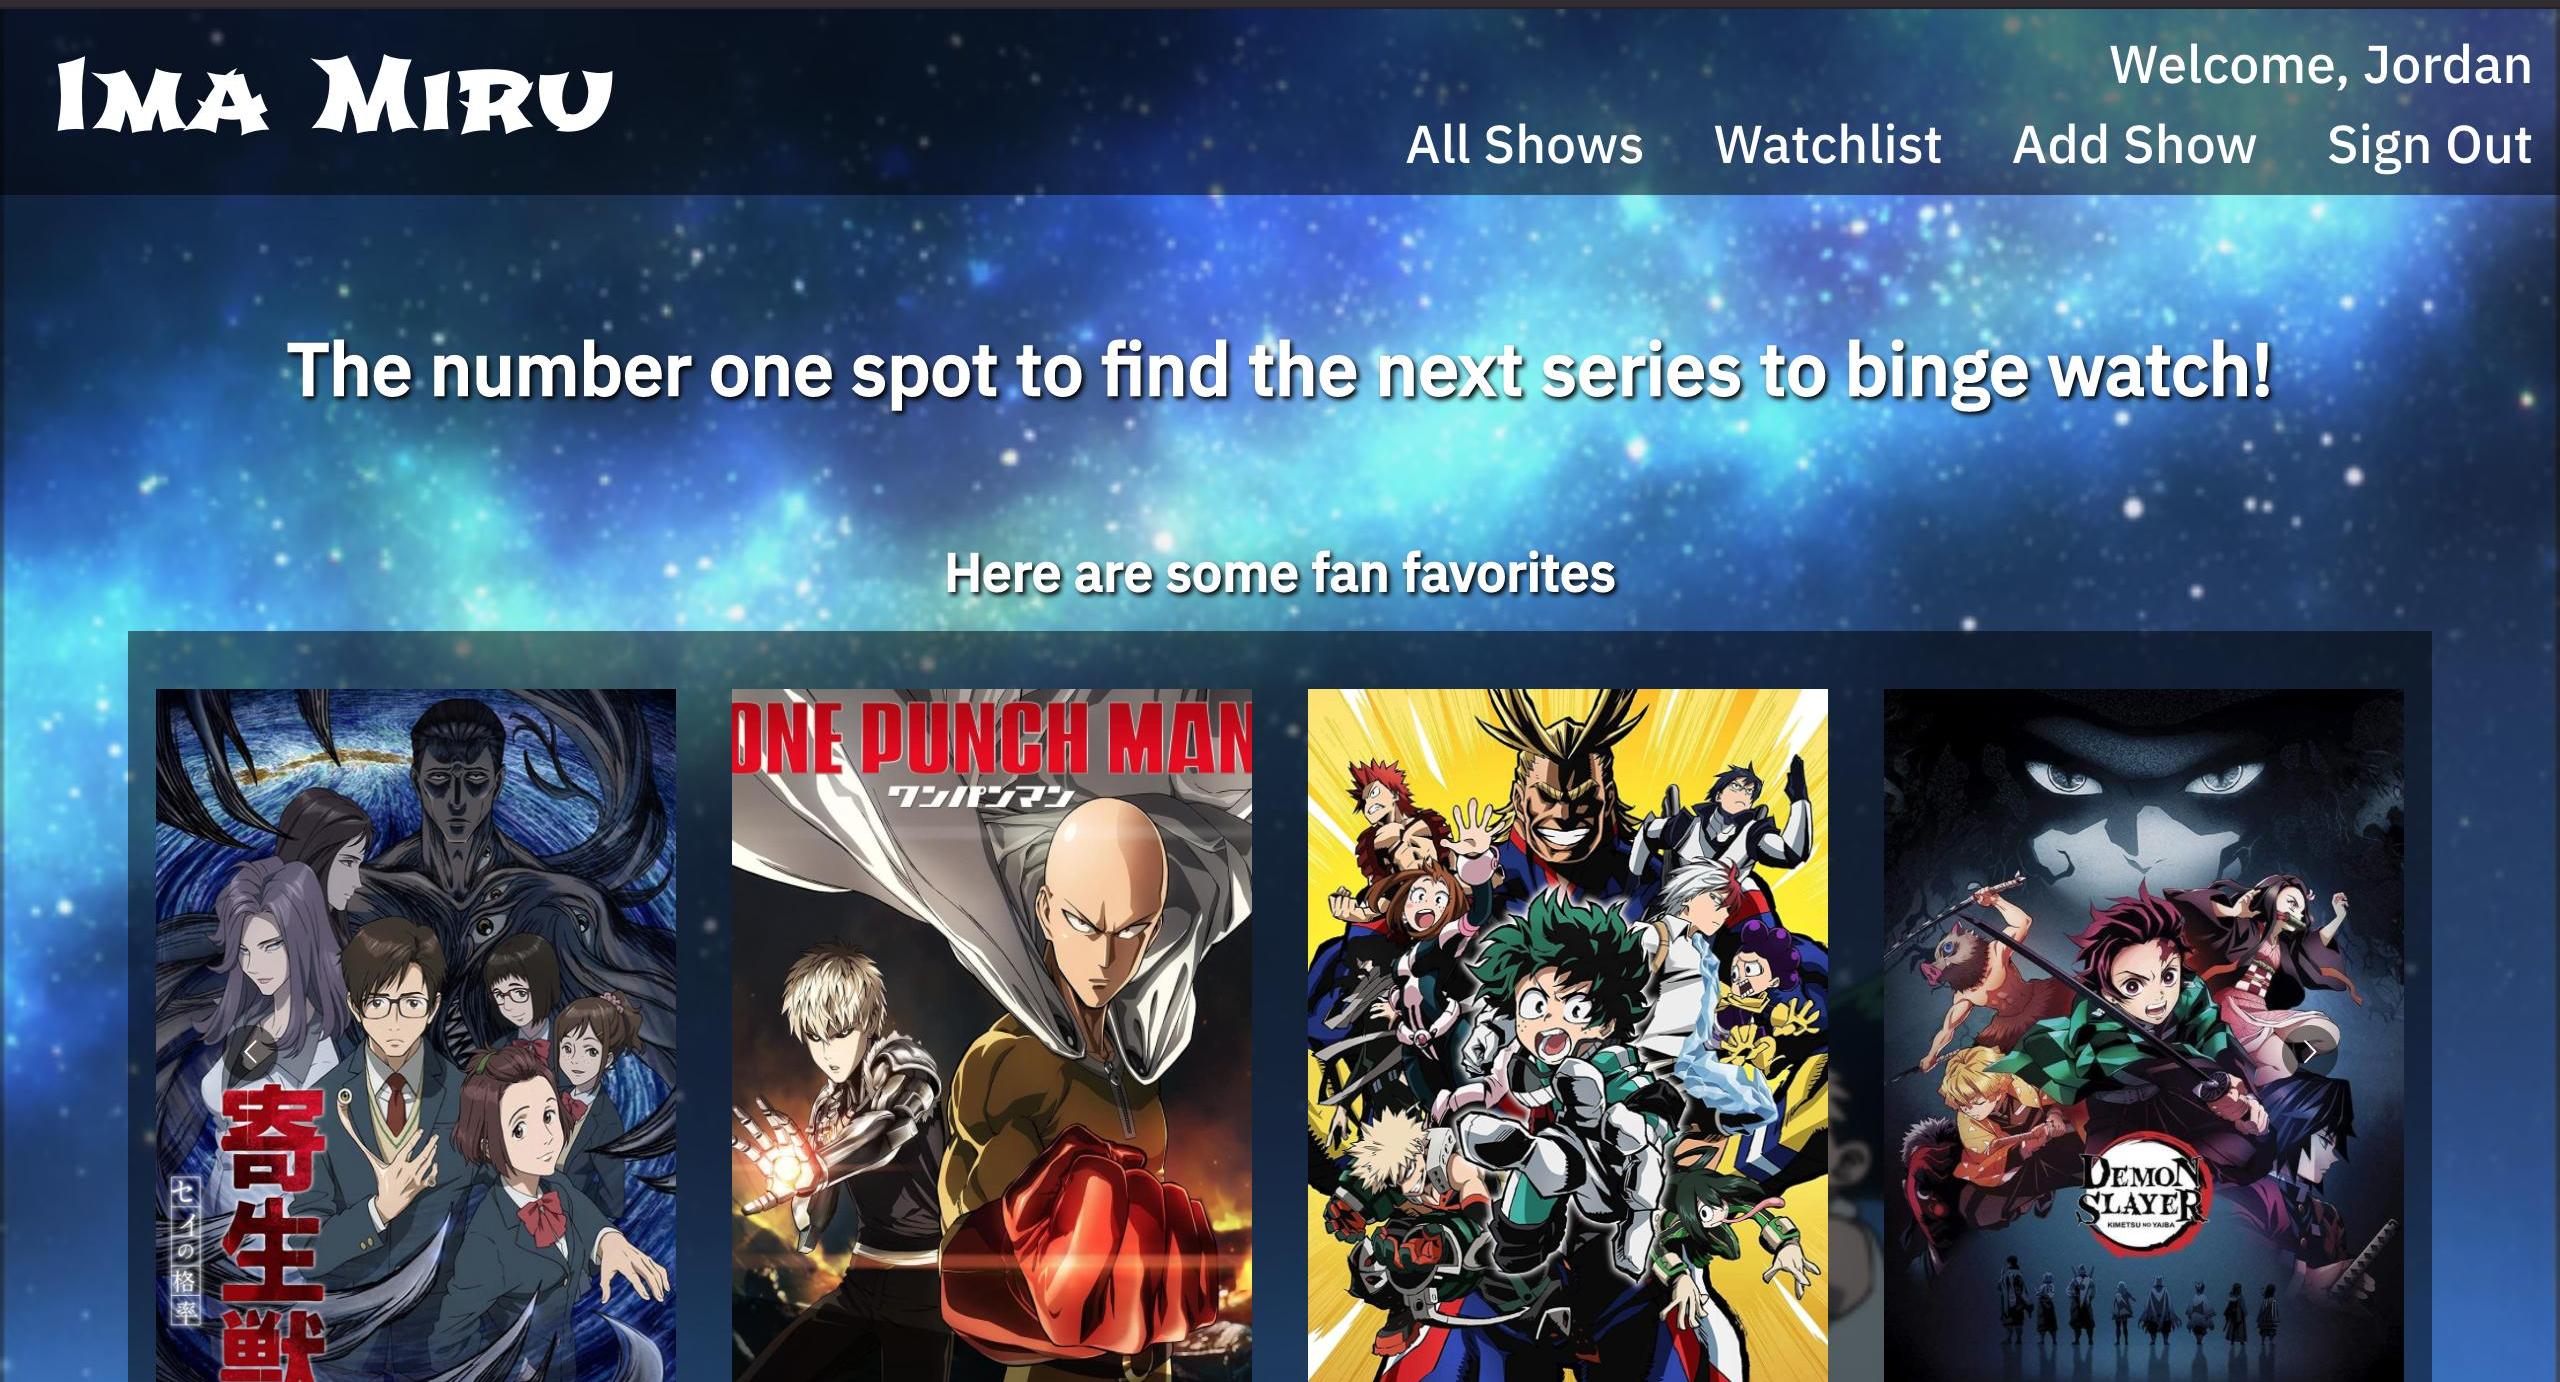 IMA MIRU
Welcome, Jordan
All Shows Watchlist Add Show Sign Out
The number one spot to find the next series to binge watch!
Here are some fan favorites
寄生獣
セイの格率
ONE PUNCH MAN
ワンパンマン
DEMON
SLAYER
KIMETSU NO YAIBA